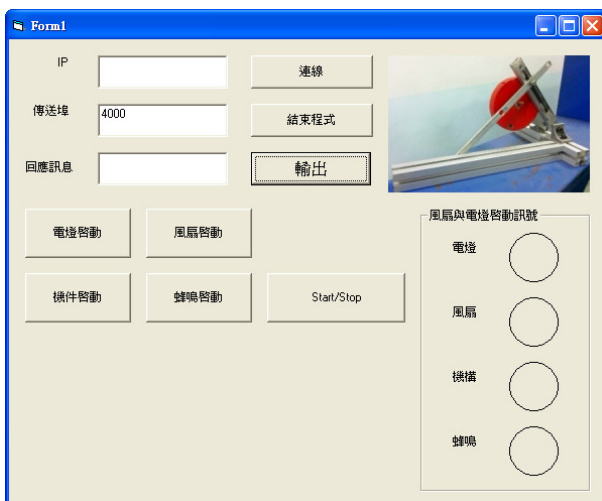 Form1
IP
連線
傳送埠
4000
結束程式
回應訊息
輸出
電燈啓動
風扇啓動
機件啓動
蜂鳴啓動
Start/Stop
風扇與電燈啓動訊號
電燈
風扇
機構
蜂鳴